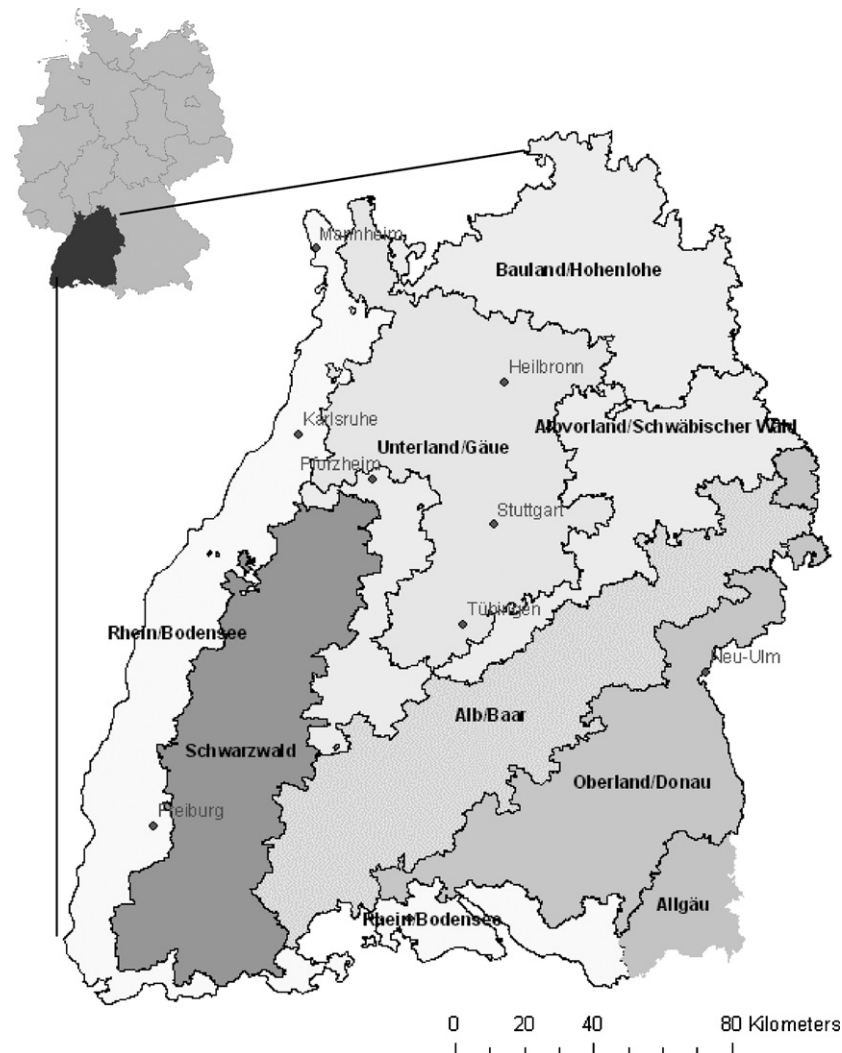 Mannheim
Bauland/Hohenlohe
Heilbronn
Karlsruhe
Albvorland/Schwäbischer Wald
Unterland/Gäue
Pforzheim
Stuttgart
Tübingen
Rhein/Bodensee
Neu-Ulm
Alb/Baar
Schwarzwald
Oberland/Donau
Freiburg
Allgäu
Rhein/Bodensee
0 20 40 80 Kilometers